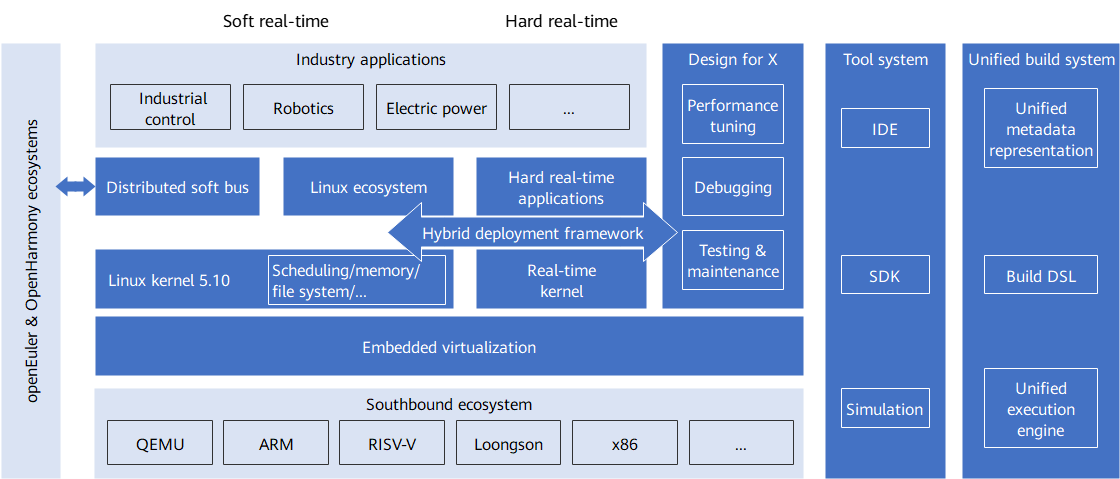 Soft real-time
Hard real-time
openEuler & OpenHarmony ecosystems
Industry applications
Industrial
control
Robotics
Electric power
...
Distributed soft bus
Linux ecosystem
Hard real-time
applications
Hybrid deployment framework
Linux kernel 5.10
Scheduling/memory/
file system/...
Real-time
kernel
Embedded virtualization
Southbound ecosystem
QEMU
ARM
RISV-V
Loongson
x86
...
Design for X
Performance
tuning
Debugging
Testing &
maintenance
Tool system
IDE
SDK
Simulation
Unified build system
Unified
metadata
representation
Build DSL
Unified
execution
engine